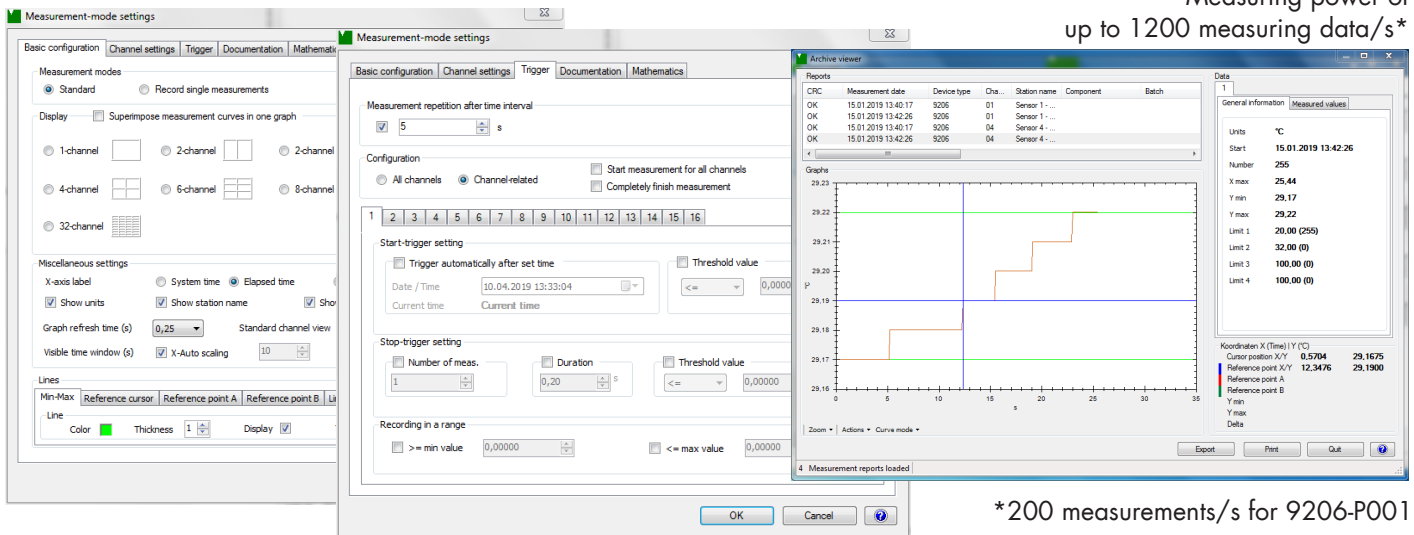 Measuring power of
up to 1200 measuring data/s*
Measurement-mode settings
Basic configuration Channel settings Trigger Documentation
Measurement modes
Standard Record single measurements
Display Superimpose measurement curves in one graph
1-channel 2-channel 2-channel
4-channel 6-channel 8-channel
32-channel
Miscellaneous settings
X-axis label System time Elapsed time
Show units Show station name
Graph refresh time (s) 0,25 Standard channel view
Visible time window (s) X-Auto scaling 10
Lines
Min-Max Reference cursor Reference point A Reference point B
Line
Color Thickness 1 Display
Measurement-mode settings
Basic configuration Channel settings Trigger Documentation Mathematics
Measurement repetition after time interval
5 s
Configuration
All channels Channel-related
Start measurement for all channels
Completely finish measurement
1 2 3 4 5 6 7 8 9 10 11 12 13 14 15 16
Start-trigger setting
Trigger automatically after set time Threshold value
Date / Time 10.04.2019 13:33:04 <= 0,0000
Current time Current time
Stop-trigger setting
Number of meas. Duration Threshold value
1 0,20 s <= 0,00000
Recording in a range
>= min value 0,00000 <= max value 0,00000
OK Cancel
Archive viewer
Reports
CRC Measurement date Device type Cha... Station name Component Batch
OK 15.01.2019 13:40:17 9206 01 Sensor 1 - ...
OK 15.01.2019 13:42:26 9206 01 Sensor 1 - ...
OK 15.01.2019 13:40:17 9206 04 Sensor 4 - ...
OK 15.01.2019 13:42:26 9206 04 Sensor 4 - ...
Graphs
29,23
29,22
29,21
29,20
°C
29,19
29,18
29,17
29,16
0 5 10 15 20 25 30 35
s
Zoom Actions Curve mode
4 Measurement reports loaded
Data
1
General information Measured values
Units °C
Start 15.01.2019 13:42:26
Number 255
X max 25,44
Y min 29,17
Y max 29,22
Limit 1 20,00 (255)
Limit 2 32,00 (0)
Limit 3 100,00 (0)
Limit 4 100,00 (0)
Koordinaten X (Time) | Y (°C)
Cursor position X/Y 0,5704 29,1675
Reference point X/Y 12,3476 29,1900
Reference point A
Reference point B
Y min
Y max
Delta
Export Print Quit
*200 measurements/s for 9206-P001